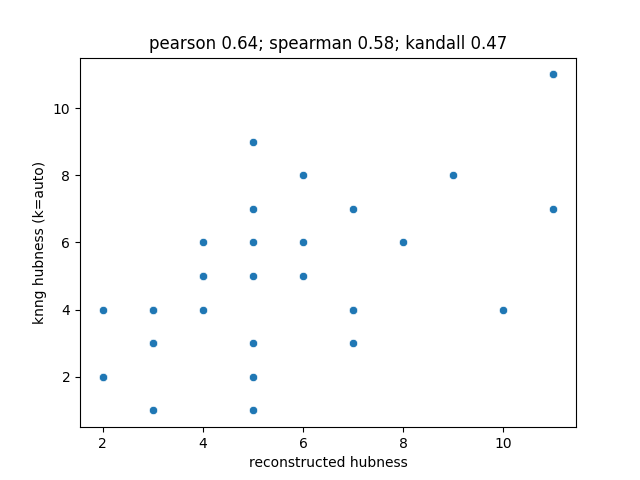 pearson 0.64; spearman 0.58; kandall 0.47
knng hubness (k=auto)
10
8
6
4
2
2 4 6 8 10
reconstructed hubness